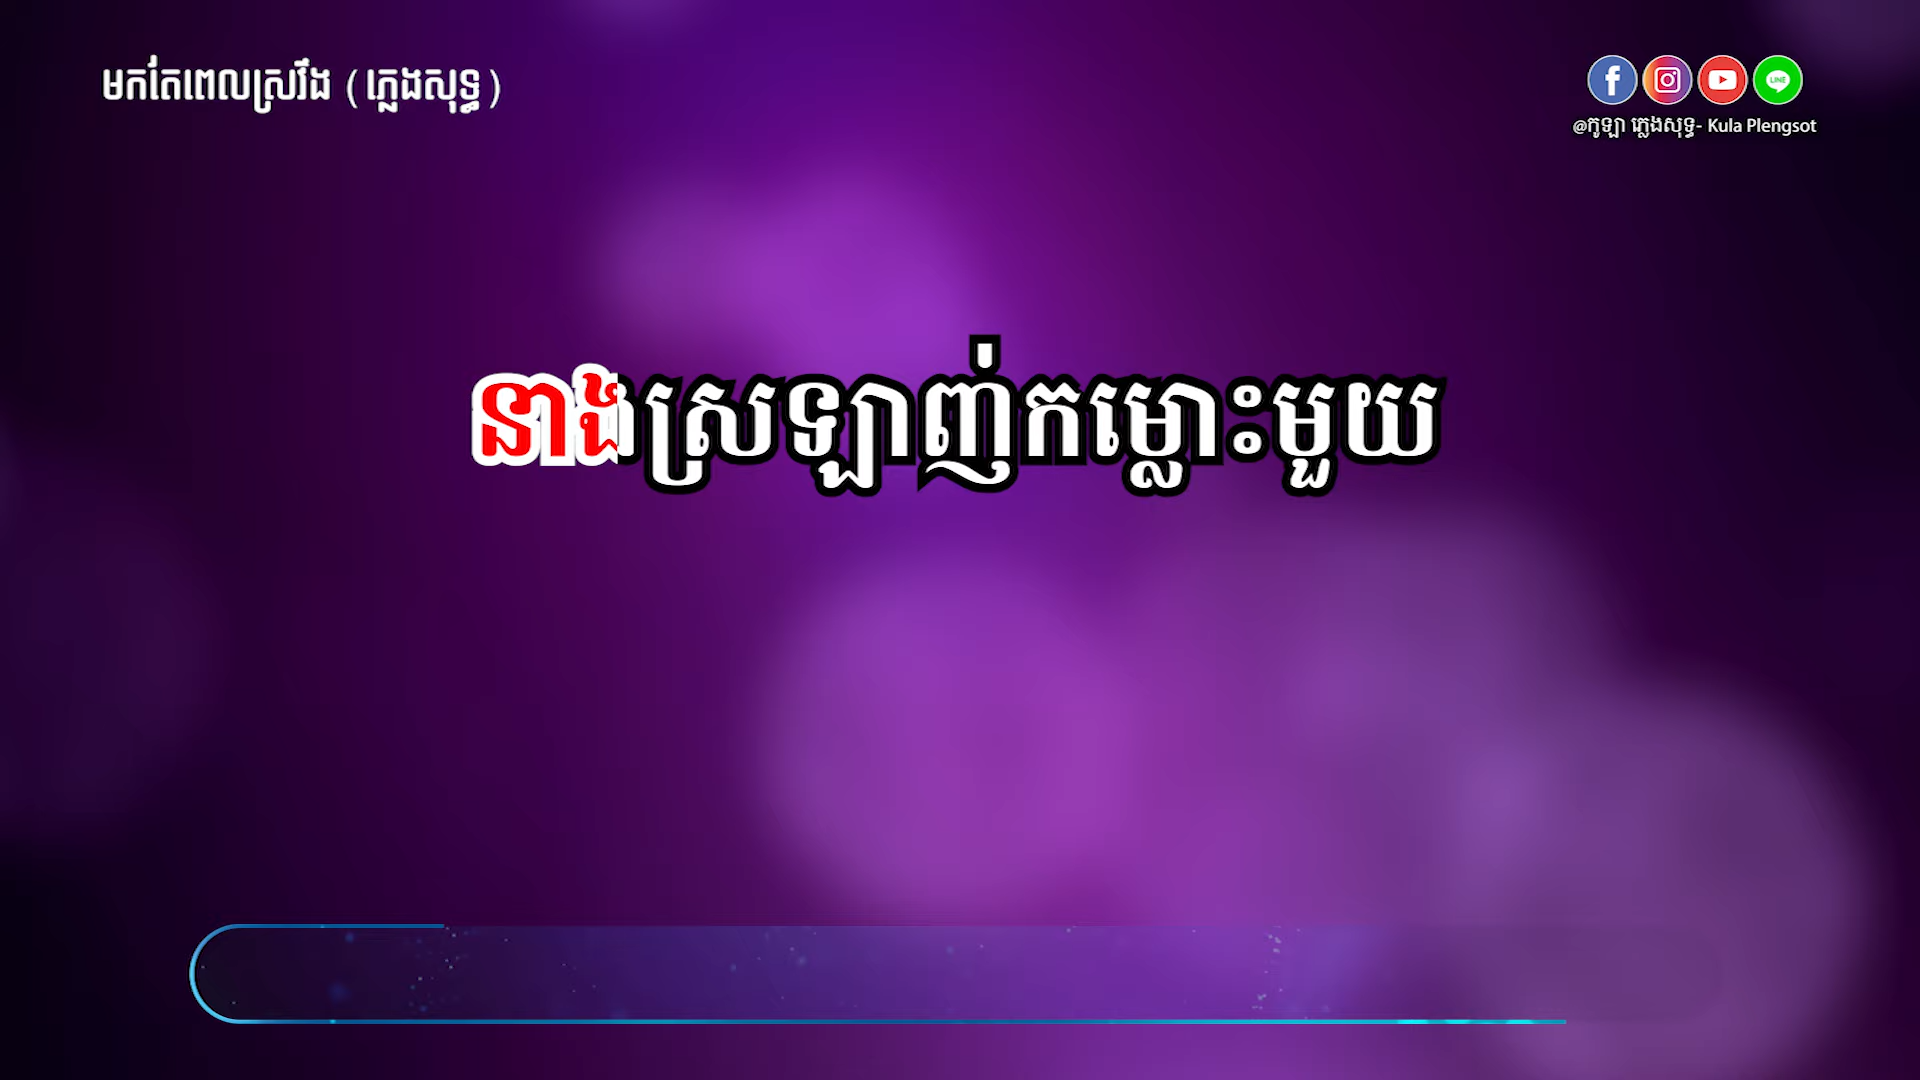 មកតែពេលស្រវឹង (ភ្លេងសុទ្ធ)
@កូឡា ភ្លេងសុទ្ធ- Kula Plengsot
នាងស្រឡាញ់កម្លោះមួយ